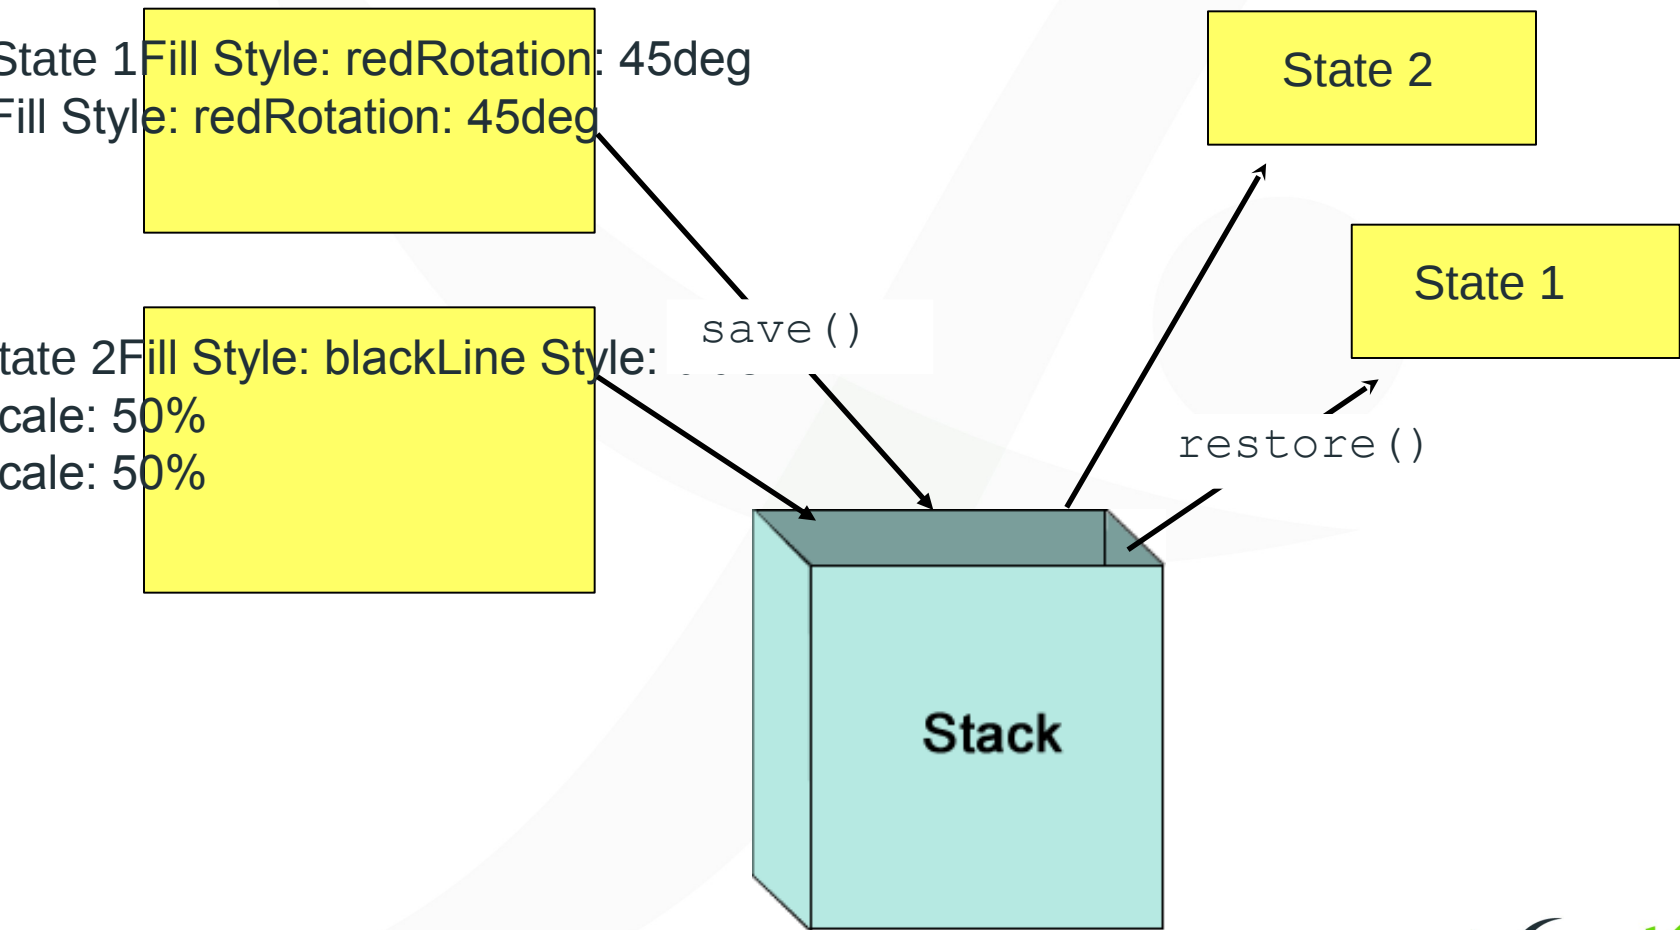 State 1Fill Style: redRotation: 45deg
Fill Style: redRotation: 45deg
State 2
State 1
save()
tate 2Fill Style: blackLine Style:
cale: 50%
cale: 50%
restore()
Stack